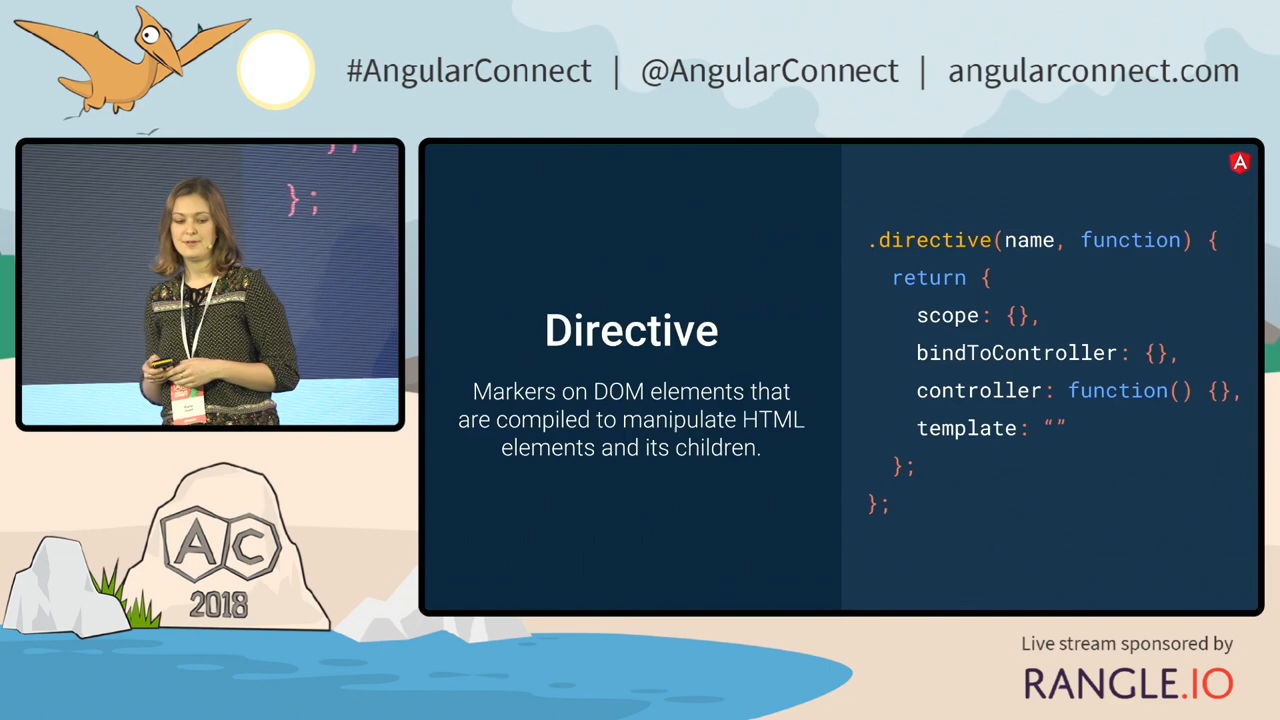 #AngularConnect | @AngularConnect | angularconnect.com
};
Directive
Markers on DOM elements that
are compiled to manipulate HTML
elements and its children.
A
.directive(name, function) {
return {
scope: {},
bindToController: {},
controller: function() {},
template: “”
};
};
AC
2018
Live stream sponsored by
RANGLE.IO